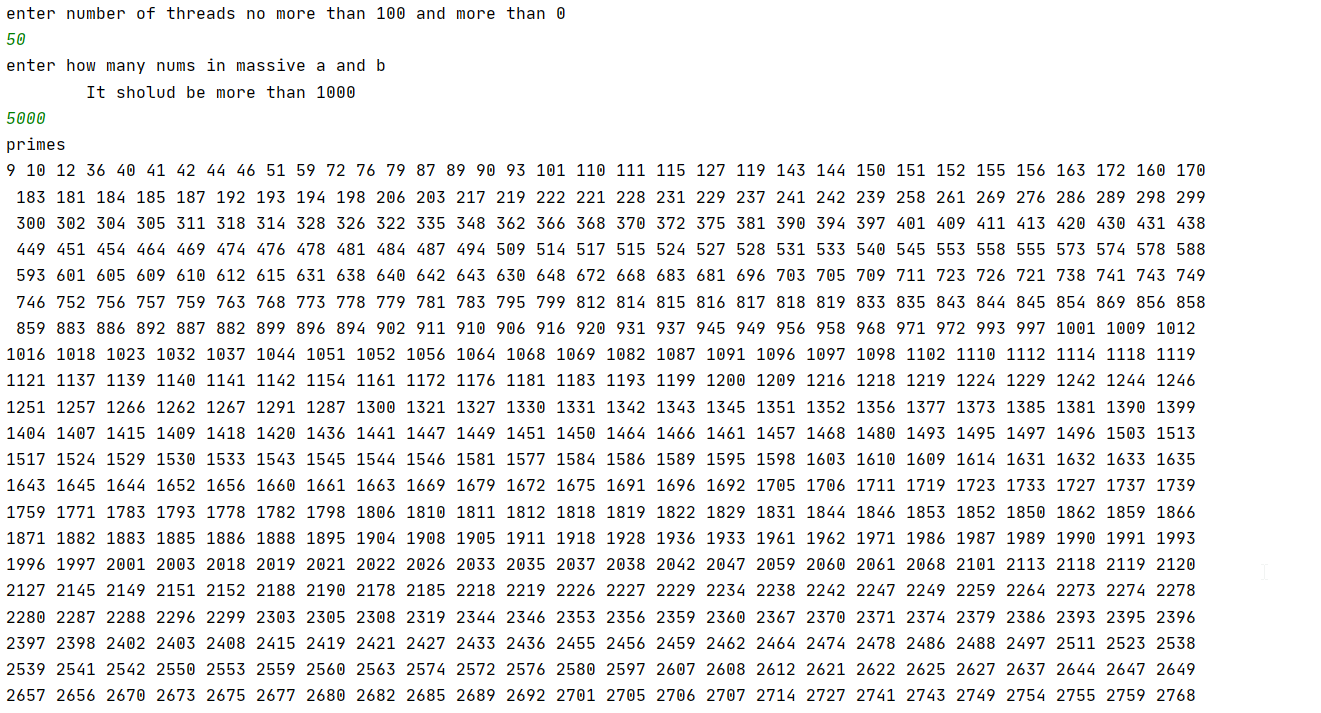 enter number of threads no more than 100 and more than 0
50
enter how many nums in massive a and b
It sholud be more than 1000
5000
primes
9 10 12 36 40 41 42 44 46 51 59 72 76 79 87 89 90 93 101 110 111 115 127 119 143 144 150 151 152 155 156 163 172 160 170
183 181 184 185 187 192 193 194 198 206 203 217 219 222 221 228 231 229 237 241 242 239 258 261 269 276 286 289 298 299
300 302 304 305 311 318 314 328 326 322 335 348 362 366 368 370 372 375 381 390 394 397 401 409 411 413 420 430 431 438
449 451 454 464 469 474 476 478 481 484 487 494 509 514 517 515 524 527 528 531 533 540 545 553 558 555 573 574 578 588
593 601 605 609 610 612 615 631 638 640 642 643 630 648 672 668 683 681 696 703 705 709 711 723 726 721 738 741 743 749
746 752 756 757 759 763 768 773 778 779 781 783 795 799 812 814 815 816 817 818 819 833 835 843 844 845 854 869 856 858
859 883 886 892 887 882 899 896 894 902 911 910 906 916 920 931 937 945 949 956 958 968 971 972 993 997 1001 1009 1012
1016 1018 1023 1032 1037 1044 1051 1052 1056 1064 1068 1069 1082 1087 1091 1096 1097 1098 1102 1110 1112 1114 1118 1119
1121 1137 1139 1140 1141 1142 1154 1161 1172 1176 1181 1183 1193 1199 1200 1209 1216 1218 1219 1224 1229 1242 1244 1246
1251 1257 1266 1262 1267 1291 1287 1300 1321 1327 1330 1331 1342 1343 1345 1351 1352 1356 1377 1373 1385 1381 1390 1399
1404 1407 1415 1409 1418 1420 1436 1441 1447 1449 1451 1450 1464 1466 1461 1457 1468 1480 1493 1495 1497 1496 1503 1513
1517 1524 1529 1530 1533 1543 1545 1544 1546 1581 1577 1584 1586 1589 1595 1598 1603 1610 1609 1614 1631 1632 1633 1635
1643 1645 1644 1652 1656 1660 1661 1663 1669 1679 1672 1675 1691 1696 1692 1705 1706 1711 1719 1723 1733 1727 1737 1739
1759 1771 1783 1793 1778 1782 1798 1806 1810 1811 1812 1818 1819 1822 1829 1831 1844 1846 1853 1852 1850 1862 1859 1866
1871 1882 1883 1885 1886 1888 1895 1904 1908 1905 1911 1918 1928 1936 1933 1961 1962 1971 1986 1987 1989 1990 1991 1993
1996 1997 2001 2003 2018 2019 2021 2022 2026 2033 2035 2037 2038 2042 2047 2059 2060 2061 2068 2101 2113 2118 2119 2120
2127 2145 2149 2151 2152 2188 2190 2178 2185 2218 2219 2226 2227 2229 2234 2238 2242 2247 2249 2259 2264 2273 2274 2278
2280 2287 2288 2296 2299 2303 2305 2308 2319 2344 2346 2353 2356 2359 2360 2367 2370 2371 2374 2379 2386 2393 2395 2396
2397 2398 2402 2403 2408 2415 2419 2421 2427 2433 2436 2455 2456 2459 2462 2464 2474 2478 2486 2488 2497 2511 2523 2538
2539 2541 2542 2550 2553 2559 2560 2563 2574 2572 2576 2580 2597 2607 2608 2612 2621 2622 2625 2627 2637 2644 2647 2649
2657 2656 2670 2673 2675 2677 2680 2682 2685 2689 2692 2701 2705 2706 2707 2714 2727 2741 2743 2749 2754 2755 2759 2768